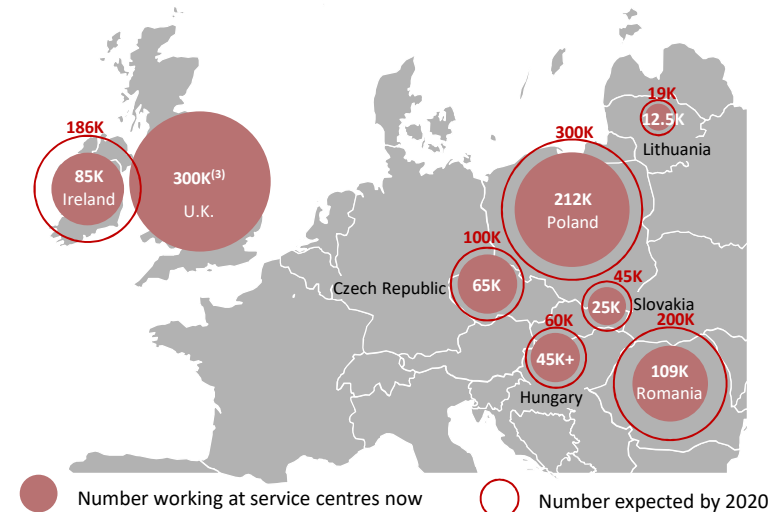 19K
12.5K
Lithuania
186K
300K
85K
Ireland
300K(3)
U.K.
212K
Poland
100K
Czech Republic
65K
45K
25K
Slovakia
60K
45K+
Hungary
200K
109K
Romania
Number working at service centres now
Number expected by 2020